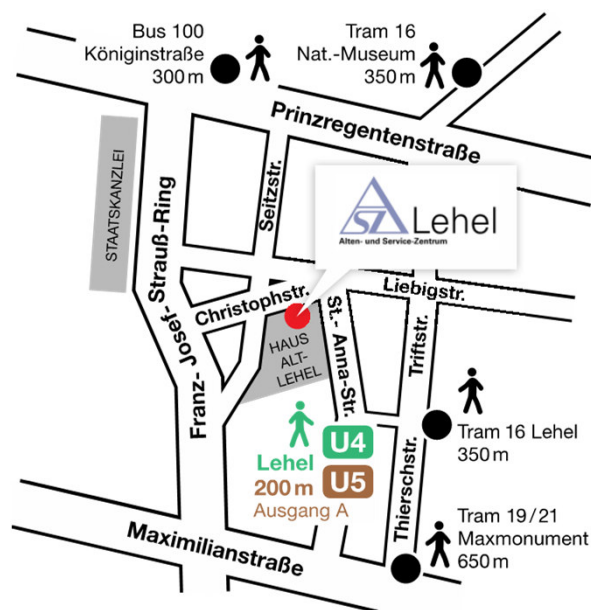 Bus 100
Königinstraße
300 m
Tram 16
Nat.-Museum
350 m
Prinzregentenstraße
STAATSKANZLEI
Seitzstr.
ASZ Lehel
Alten- und Service-Zentrum
Franz-Josef-Strauß-Ring
Christophstr.
Liebigstr.
HAUS
ALT-
LEHEL
St.-Anna-Str.
Triftstr.
Lehel
200 m
Ausgang A
U4
U5
Tram 16 Lehel
350 m
Thierschstr.
Tram 19/21
Maxmonument
650 m
Maximilianstraße